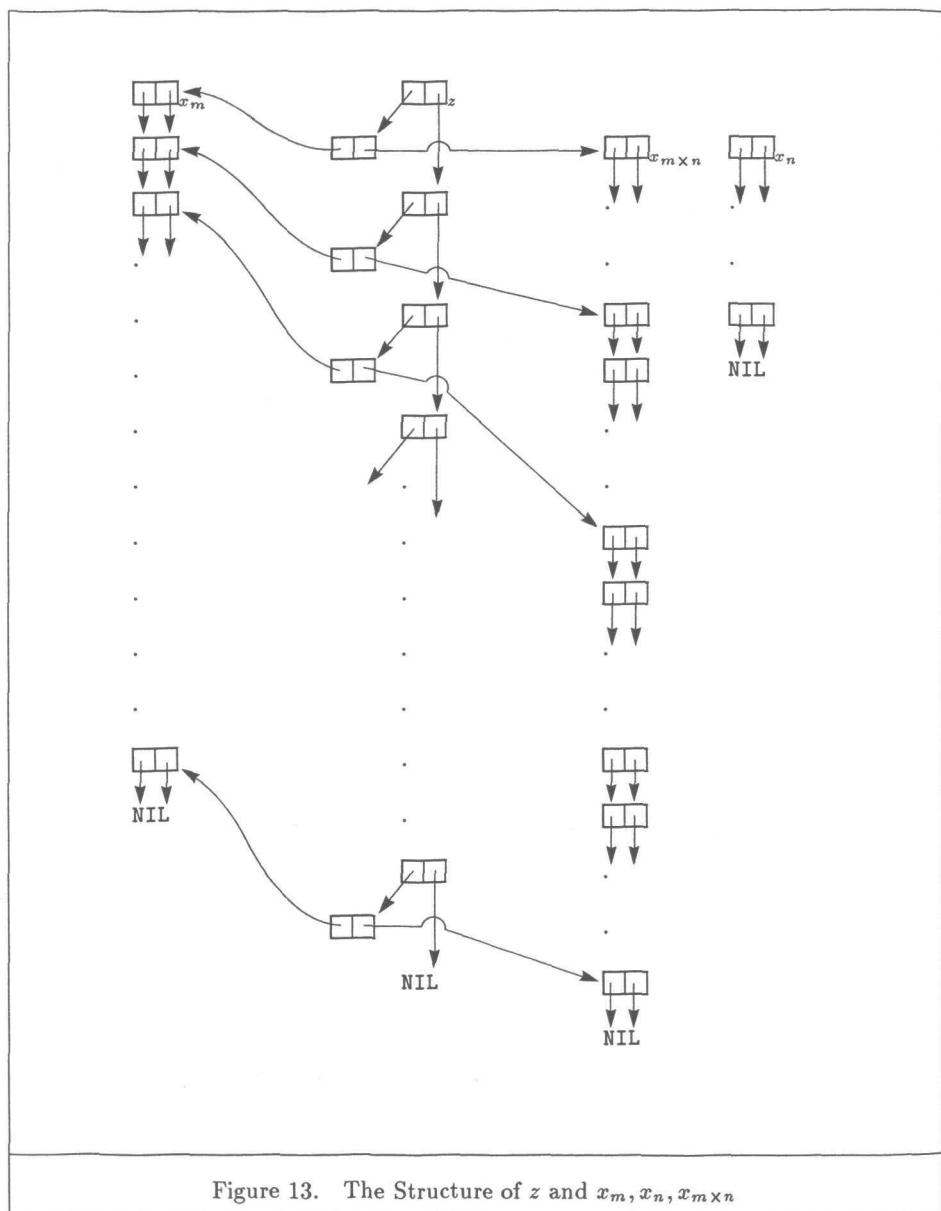 x_m
z
x_{m×n}
x_n
NIL
NIL
NIL
NIL
Figure 13. The Structure of z and x_m, x_n, x_{m×n}